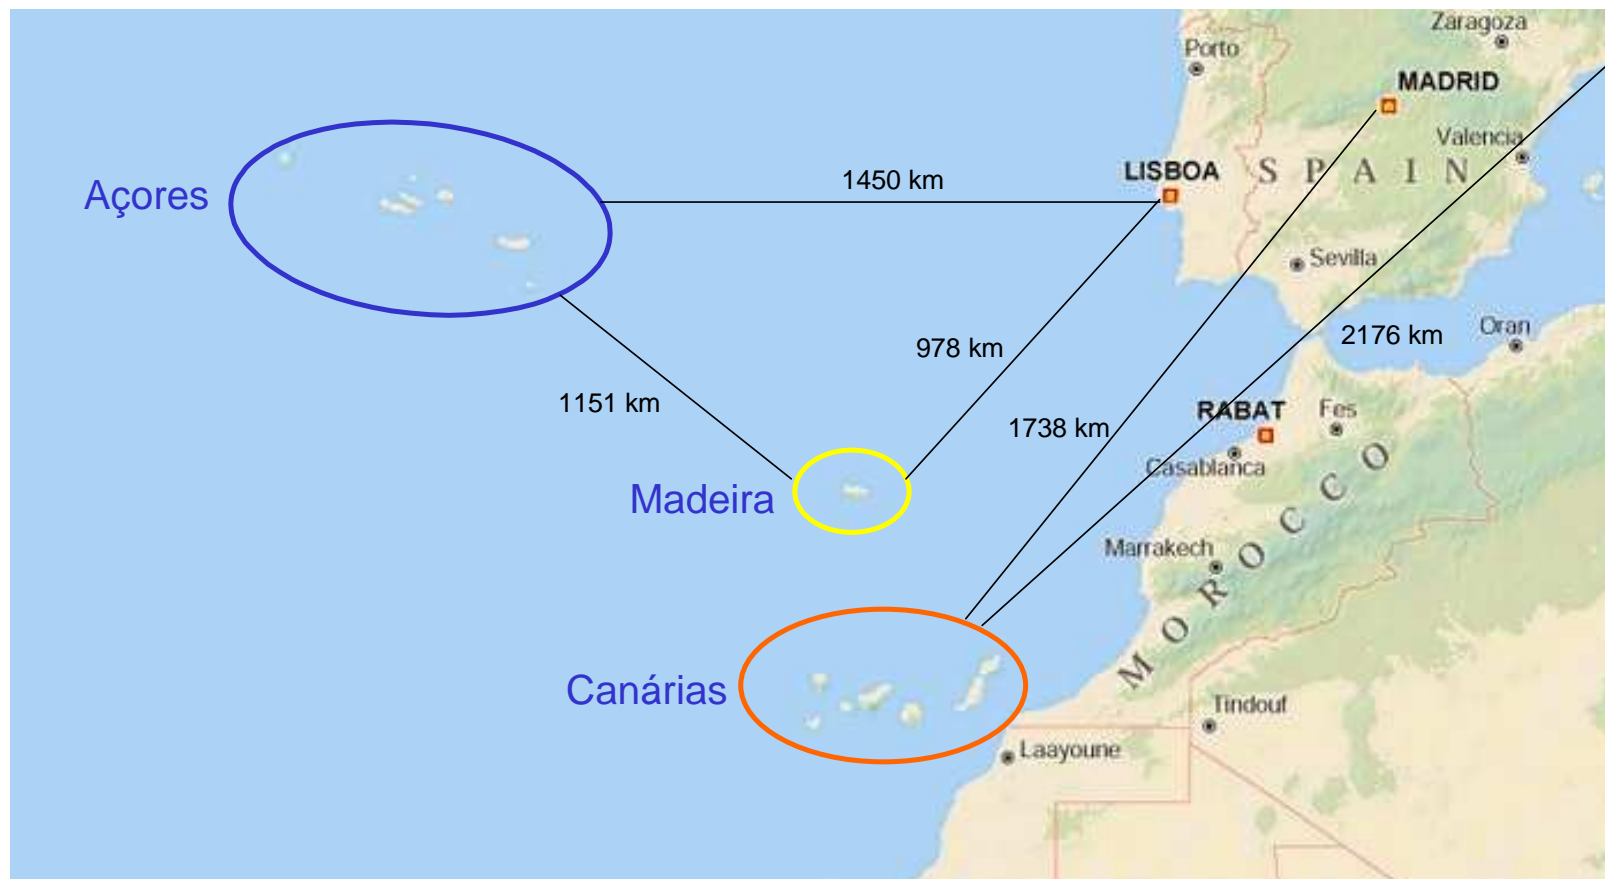 Zaragoza
Porto
MADRID
Valencia
LISBOA
S P A I N
1450 km
Açores
Sevilla
2176 km
Oran
978 km
1151 km
RABAT
Fes
1738 km
Casablanca
Madeira
Marrakech
MOROCCO
Canárias
Tindouf
Laayoune